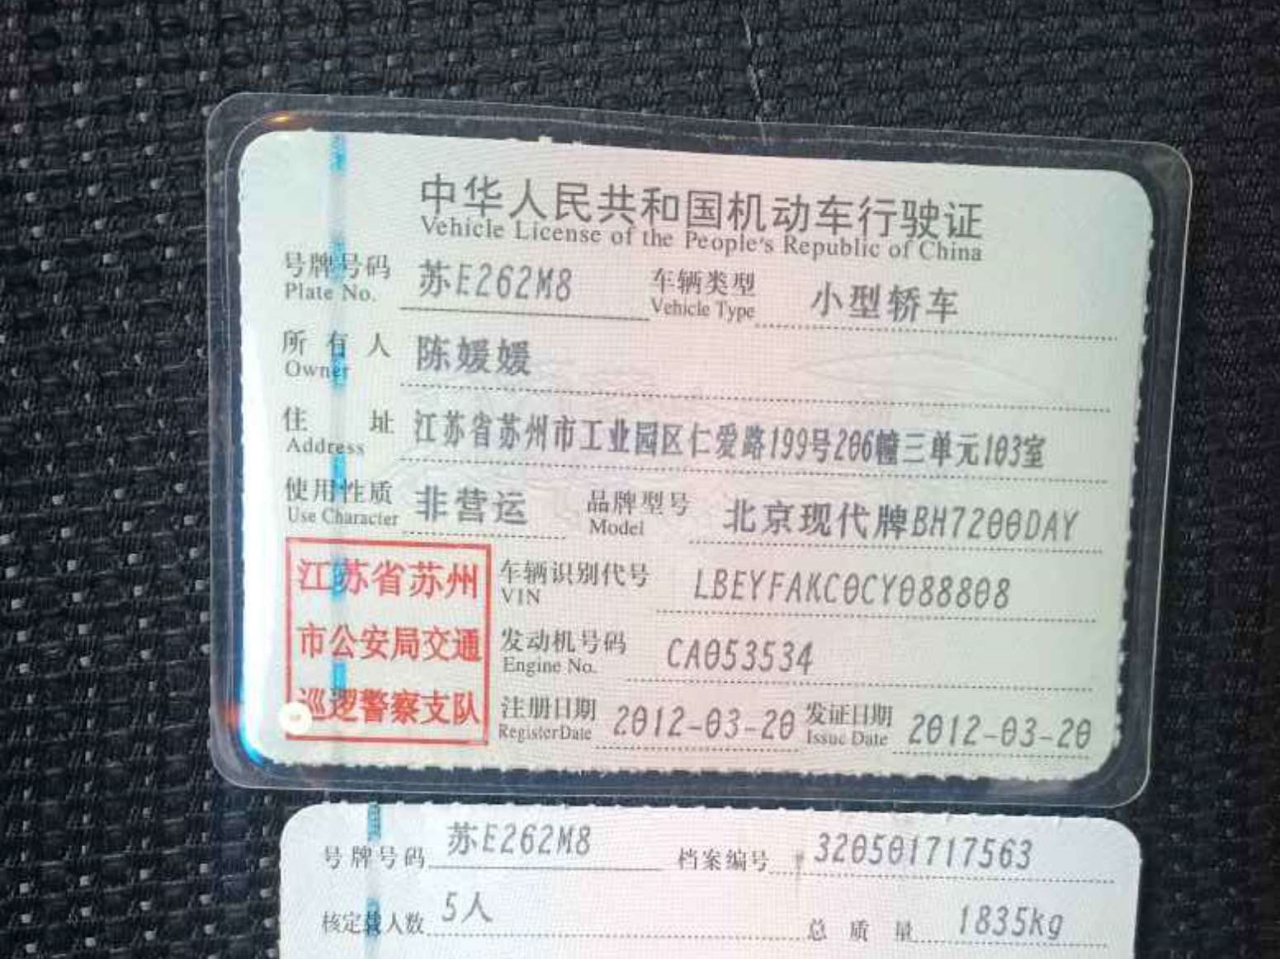 中华人民共和国机动车行驶证
Vehicle License of the People's Republic of China
号牌号码 苏E262M8 车辆类型 小型轿车
Plate No. Vehicle Type
所有人 陈媛媛
Owner
住址 江苏省苏州市工业园区仁爱路199号206幢三单元103室
Address
使用性质 非营运 品牌型号 北京现代牌BH7200DAY
Use Character Model
江苏省苏州
市公安局交通
巡逻警察支队
车辆识别代号 LBEYFAKC0CY088808
VIN
发动机号码 CA053534
Engine No.
注册日期 2012-03-20 发证日期 2012-03-20
RegisterDate Issue Date
号牌号码 苏E262M8 档案编号 320501717563
核定载人数 5人 总质量 1835kg